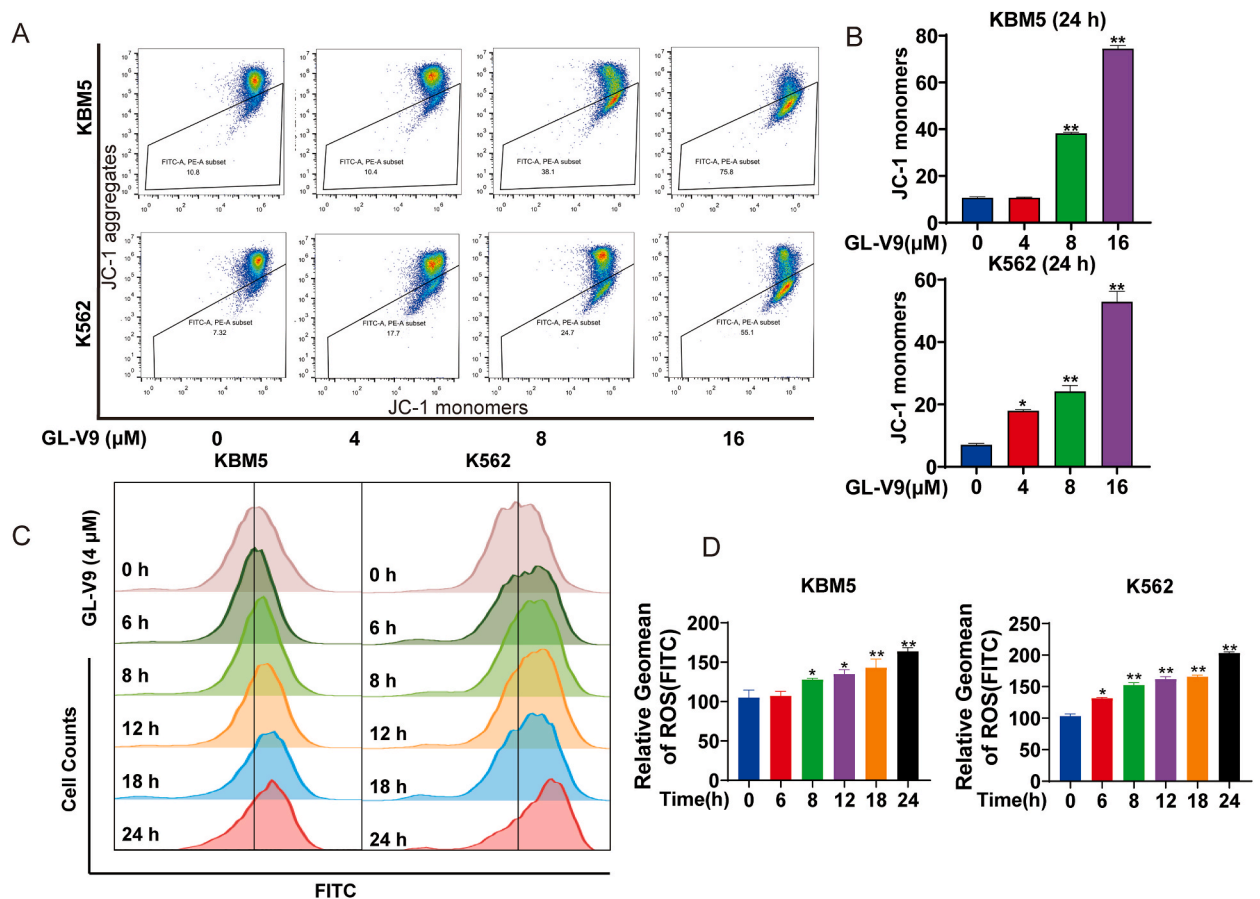 A
KBM5
FITC-A, PE-A subset
10.8
FITC-A, PE-A subset
10.4
FITC-A, PE-A subset
38.1
FITC-A, PE-A subset
75.8
JC-1 aggregates
K562
FITC-A, PE-A subset
7.32
FITC-A, PE-A subset
17.7
FITC-A, PE-A subset
24.7
FITC-A, PE-A subset
55.1
JC-1 monomers
GL-V9 (μM) 0 4 8 16
B
KBM5 (24 h)
JC-1 monomers
80
60
40
20
0
** **
GL-V9(μM) 0 4 8 16
K562 (24 h)
JC-1 monomers
60
40
20
0
* ** **
GL-V9(μM) 0 4 8 16
C
KBM5 K562
GL-V9 (4 μM)
Cell Counts
0 h 0 h
6 h 6 h
8 h 8 h
12 h 12 h
18 h 18 h
24 h 24 h
FITC
D
KBM5
Relative Geomean
of ROS(FITC)
200
150
100
50
0
* * ** **
Time(h) 0 6 8 12 18 24
K562
Relative Geomean
of ROS(FITC)
250
200
150
100
50
0
* ** ** ** **
Time(h) 0 6 8 12 18 24